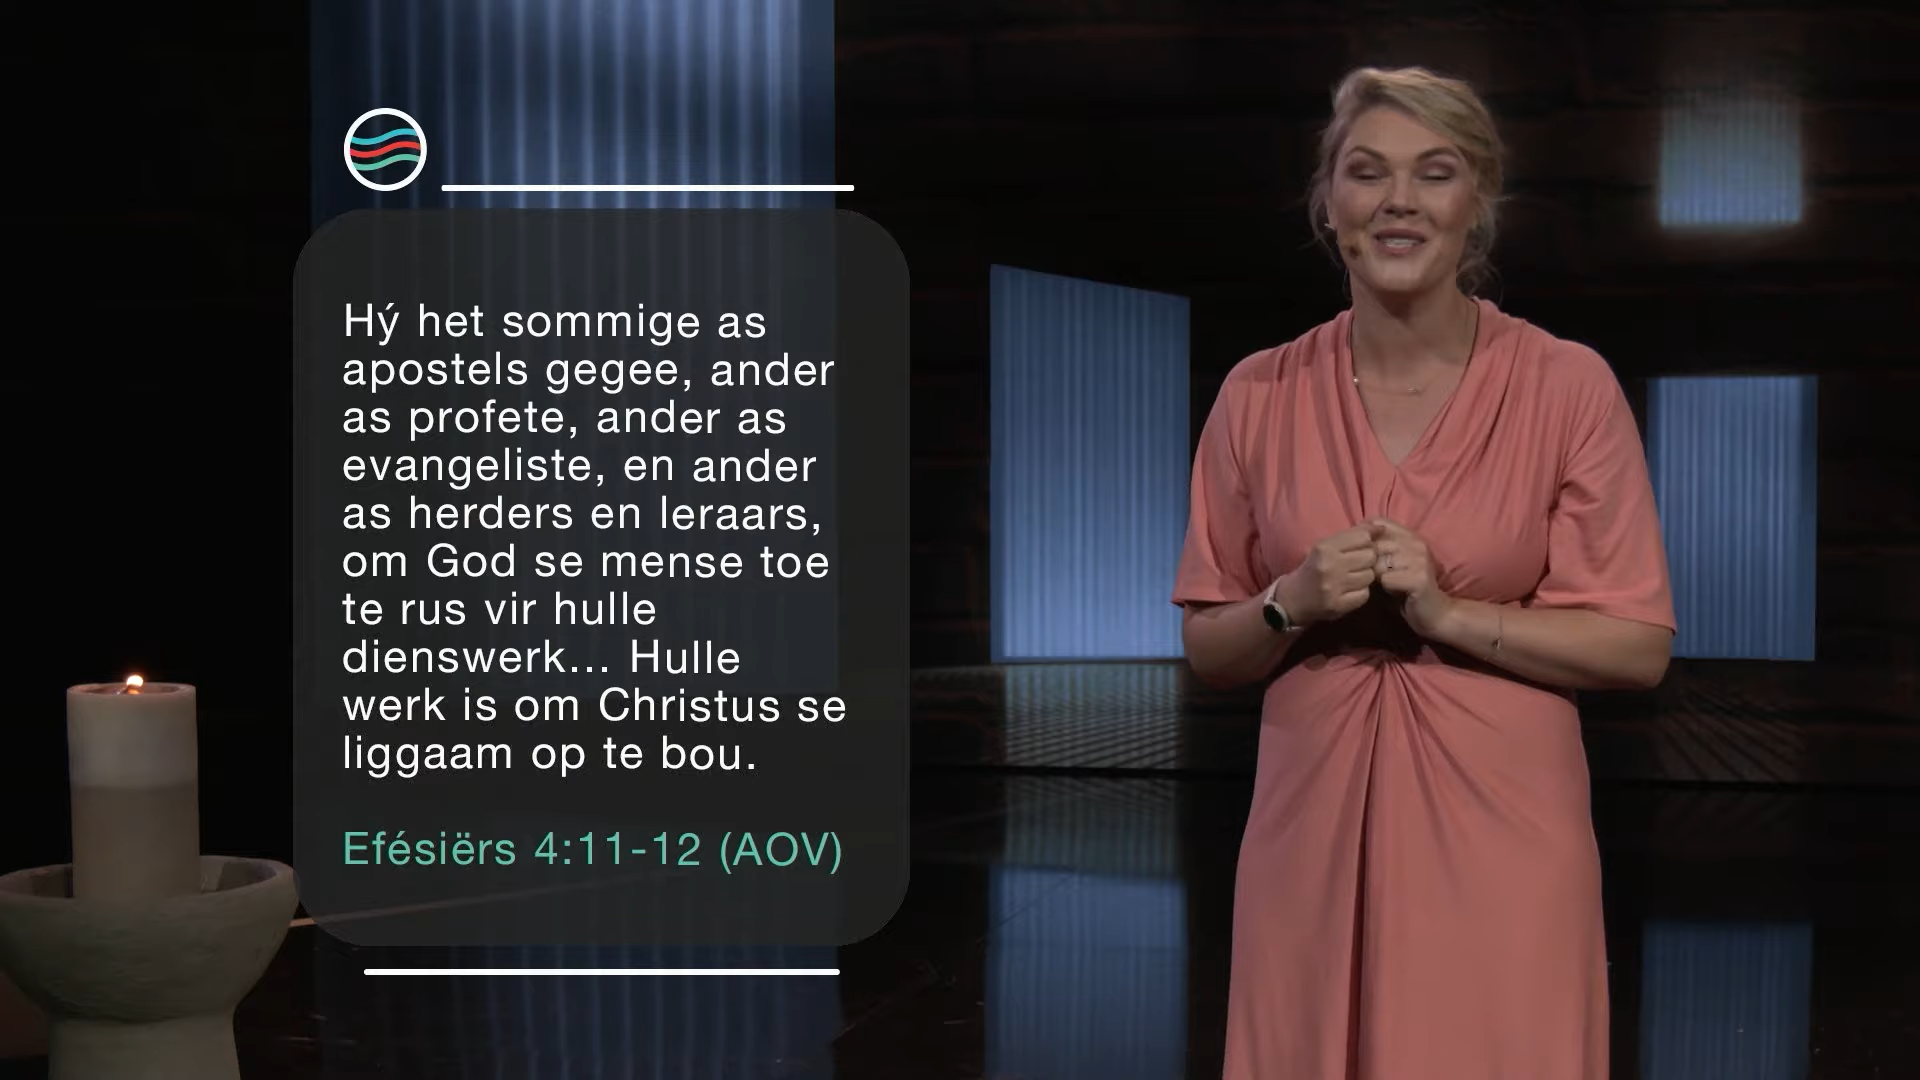 Hý het sommige as
apostels gegee, ander
as profete, ander as
evangeliste, en ander
as herders en leraars,
om God se mense toe
te rus vir hulle
dienswerk... Hulle
werk is om Christus se
liggaam op te bou.
Efésiërs 4:11-12 (AOV)